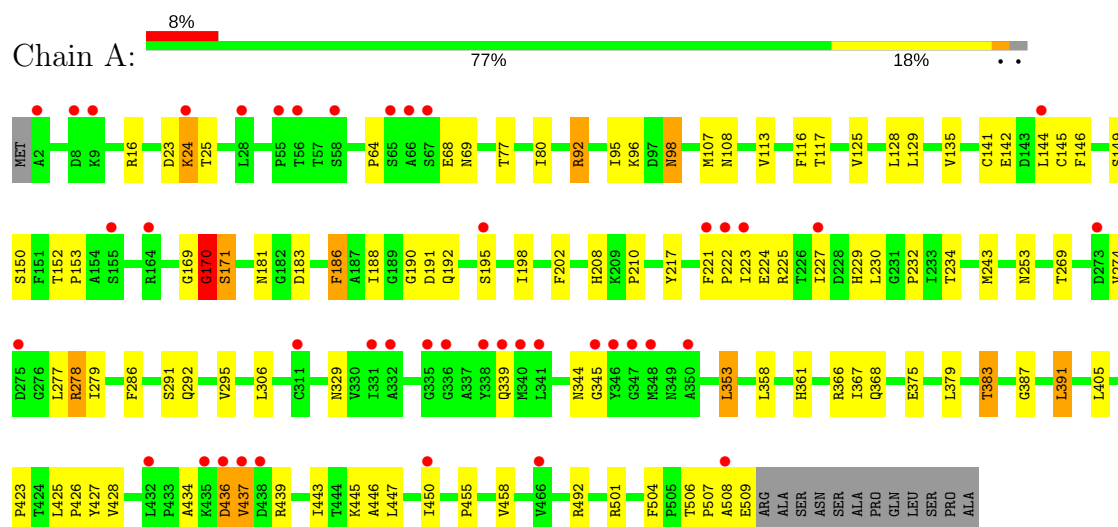 8%
Chain A:
77% 18% • •
MET A2 D8 K9 R16 D23 K24 T25 L28 P55 T56 T57 S58 P64 S65 A66 S67 E68 N69 T77 I80 R92 I95 K96 D97 N98 M107 N108 V113 F116 T117 V125 L128 L129 V135 C141 E142 D143 L144 C145 F146
S150 F151 T152 P153 A154 S155 R164 G169 G170 S171 N181 G182 D183 F186 A187 I188 G189 G190 D191 Q192 S195 I198 F202 H208 K209 P210 Y217 F221 P222 I223 E224 R225 T226 I227 D228 H229 L230 G231 P232 I233 T234 M243 N253 T269 D273
D275 G276 L277 R278 I279 F286 S291 Q292 V295 L306 C311 N329 V330 I331 A332 G335 G336 A337 Y338 Q339 M340 L341 N344 G345 Y346 G347 M348 N349 A350 L353 L358 H361 R366 I367 Q368 E375 L379 T383 G387 L391 L405
P423 T424 L425 P426 Y427 V428 L432 P433 A434 K435 D436 V437 D438 R439 I443 T444 K445 A446 L447 I450 P455 V458 V466 R492 R501 F504 P505 T506 P507 A508 E509 ARG ALA SER ASN ALA ALA PRO GLN LEU SER PRO ALA